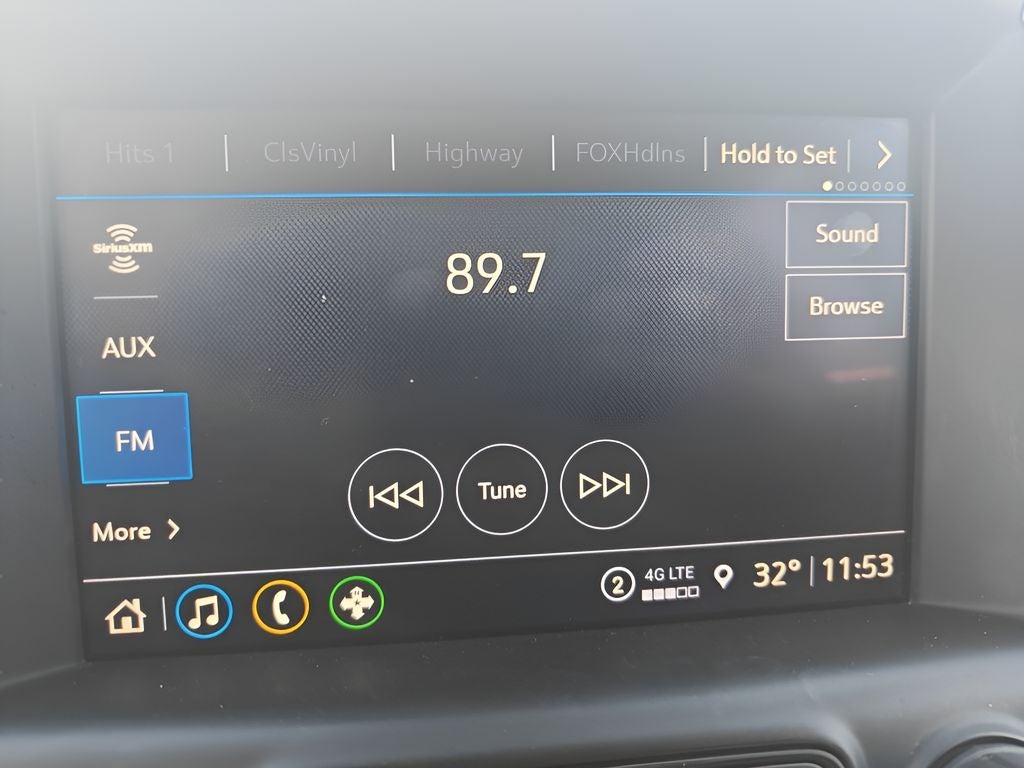 Hits 1 ClsVinyl Highway FOXHdlns Hold to Set
SiriusXM
89.7
Sound
Browse
AUX
FM
Tune
More
2 4G LTE 32° 11:53